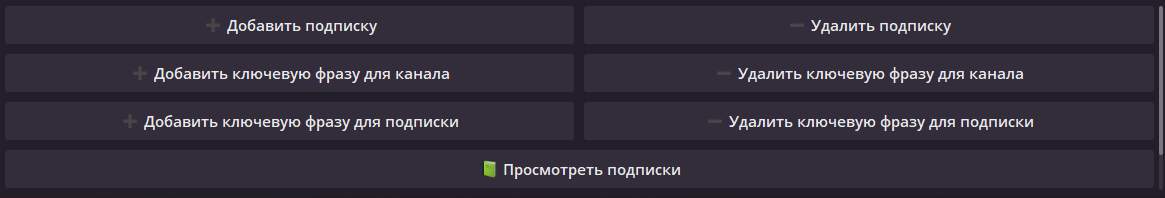 ➕ Добавить подписку
➖ Удалить подписку
➕ Добавить ключевую фразу для канала
➖ Удалить ключевую фразу для канала
➕ Добавить ключевую фразу для подписки
➖ Удалить ключевую фразу для подписки
📗 Просмотреть подписки